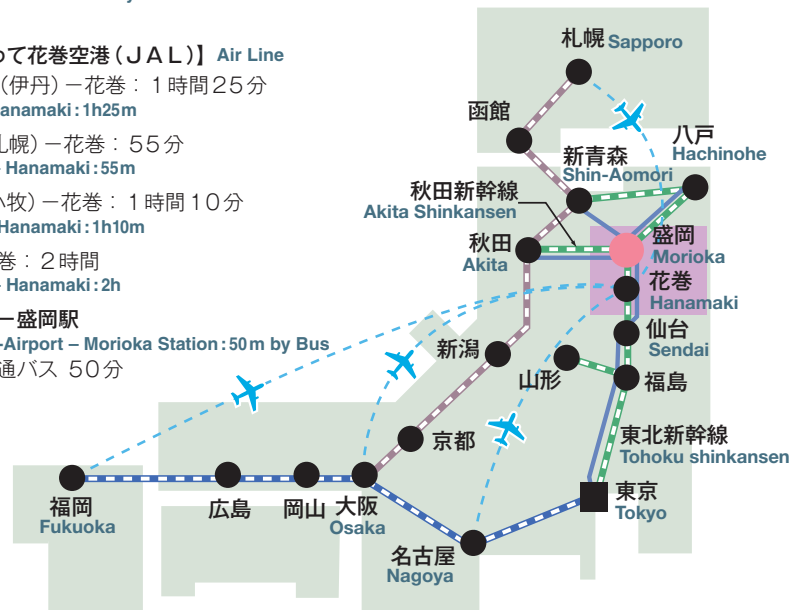 って花巻空港(JAL)】Air Line
(伊丹)－花巻：1時間25分
anamaki：1h25m
札幌)－花巻：55分
- Hanamaki：55m
小牧)－花巻：1時間10分
Hanamaki：1h10m
巻：2時間
- Hanamaki：2h
ー盛岡駅
-Airport – Morioka Station：50m by Bus
通バス 50分
札幌 Sapporo
函館
八戸
Hachinohe
新青森
Shin-Aomori
秋田新幹線
Akita Shinkansen
秋田
Akita
盛岡
Morioka
花巻
Hanamaki
仙台
Sendai
新潟
山形
福島
京都
東北新幹線
Tohoku shinkansen
福岡
Fukuoka
広島
岡山
大阪
Osaka
東京
Tokyo
名古屋
Nagoya